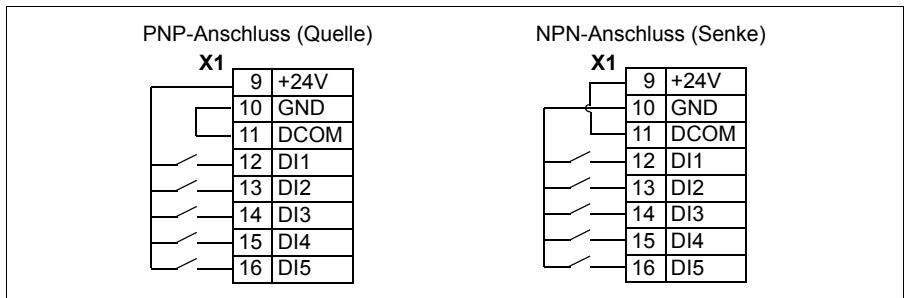 PNP-Anschluss (Quelle)
X1
9 +24V
10 GND
11 DCOM
12 DI1
13 DI2
14 DI3
15 DI4
16 DI5
NPN-Anschluss (Senke)
X1
9 +24V
10 GND
11 DCOM
12 DI1
13 DI2
14 DI3
15 DI4
16 DI5